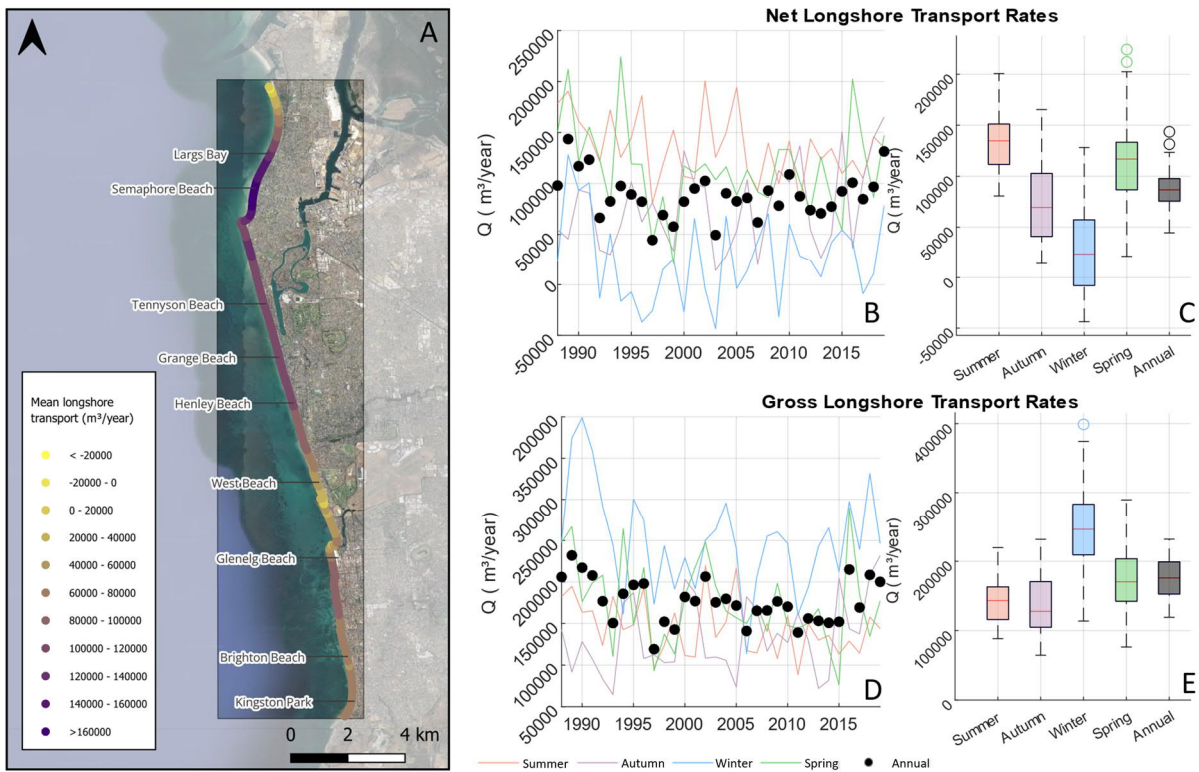 A
Largs Bay
Semaphore Beach
Tennyson Beach
Grange Beach
Henley Beach
West Beach
Glenelg Beach
Brighton Beach
Kingston Park
Mean longshore
transport (m³/year)
< -20000
-20000 - 0
0 - 20000
20000 - 40000
40000 - 60000
60000 - 80000
80000 - 100000
100000 - 120000
120000 - 140000
140000 - 160000
>160000
0 2 4 km
Net Longshore Transport Rates
Q ( m³/year)
250000
200000
150000
100000
50000
0
-50000
1990 1995 2000 2005 2010 2015
B
Q ( m³/year)
200000
150000
100000
50000
0
-50000
Summer Autumn Winter Spring Annual
C
Gross Longshore Transport Rates
Q ( m³/year)
200000
350000
300000
250000
200000
150000
100000
50000
1990 1995 2000 2005 2010 2015
D
Q ( m³/year)
400000
300000
200000
100000
0
Summer Autumn Winter Spring Annual
E
Summer Autumn Winter Spring Annual